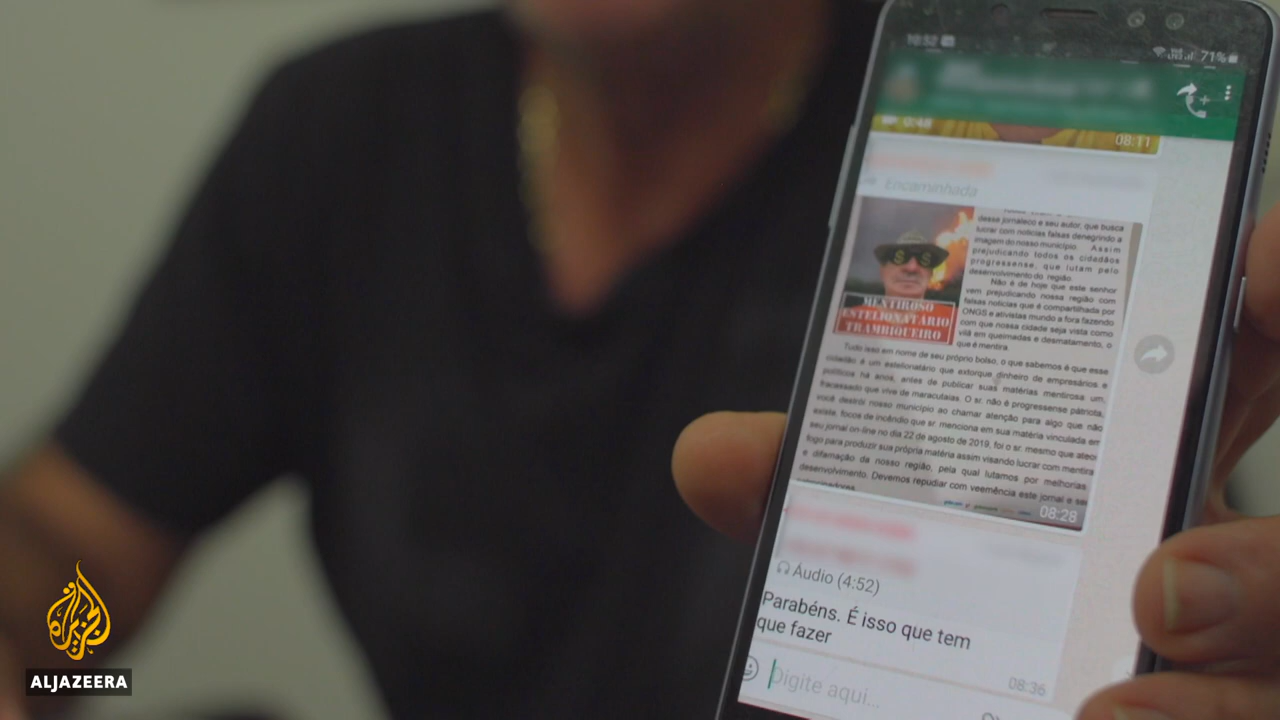 10:52
71%
0:48
08:11
Encaminhada
desse jornaleco e seu autor, que busca
lucrar com noticias falsas denegrindo a
imagem do nosso município. Assim
prejudicando todos os cidadãos
progressense, que lutam pelo
desenvolvimento do região.
Não é de hoje que este senhor
vem prejudicando nossa região com
falsas noticias que é compartilhada por
ONGS e ativistas mundo a fora fazendo
com que nossa cidade seja vista como
vilã em queimadas e desmatamento, o
que é mentira.
$ $
MENTIROSO
ESTELIONATÁRIO
TRAMBIQUEIRO
Tudo isso em nome de seu próprio bolso, o que sabemos é que esse
cidadão é um estelionatário que extorque dinheiro de empresários e
políticos há anos, antes de publicar suas matérias mentirosa um,
fracassado que vive de maracutaias. O sr. não é progressense pátriota,
você destrói nosso município ao chamar atenção para algo que não
existe, focos de incêndio que sr. menciona em sua matéria vinculada em
seu jornal on-line no dia 22 de agosto de 2019, foi o sr. mesmo que ateou
fogo para produzir sua própria matéria assim visando lucrar com mentira
e difamação da nosso região, pela qual lutamos por melhorias
desenvolvimento. Devemos repudiar com veemência este jornal e
08:28
Áudio (4:52)
Parabéns. É isso que tem
que fazer
08:36
Digite aqui...
الجزيرة
ALJAZEERA